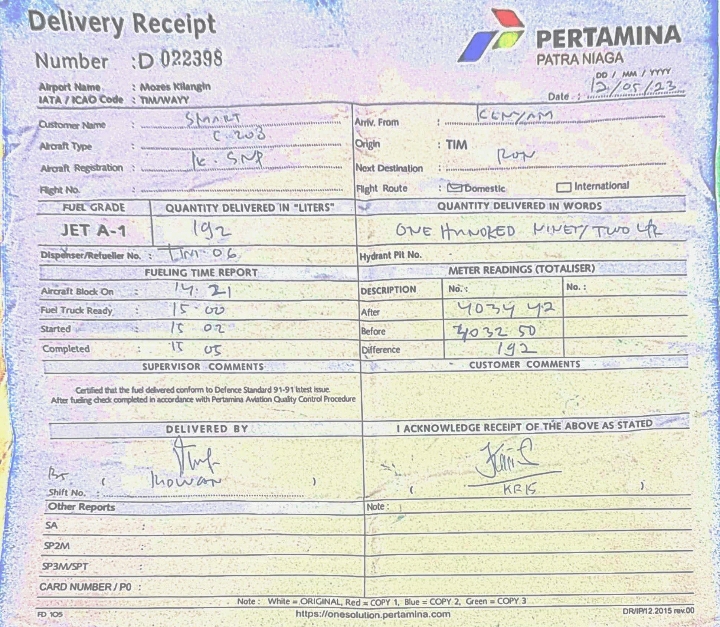 Delivery Receipt
Number : D 022398
PERTAMINA
PATRA NIAGA
Airport Name : Mozes Kilangin
IATA / ICAO Code : TIM/WAYY
DD / MM / YYYY
Date : 12/05/23
Customer Name : SMART
Arriv. From : KENYAM
Aircraft Type : C. 208
Origin : TIM
Aircraft Registration : SNP
Next Destination : RON
Flight No. :
Flight Route : Domestic International
FUEL GRADE QUANTITY DELIVERED IN "LITERS" QUANTITY DELIVERED IN WORDS
JET A-1 192 ONE HUNDRED NINETY TWO
Dispenser/Refueller No. : TIM 06 Hydrant Pit No.
FUELING TIME REPORT METER READINGS (TOTALISER)
Aircraft Block On : 14. 21 DESCRIPTION No. : No. :
Fuel Truck Ready : 15. 00 After 4034 42
Started : 15 02 Before 4032 50
Completed : 15 05 Difference 192
SUPERVISOR COMMENTS CUSTOMER COMMENTS
Certified that the fuel delivered conform to Defence Standard 91-91 latest issue.
After fueling check completed in accordance with Pertamina Aviation Quality Control Procedure
DELIVERED BY I ACKNOWLEDGE RECEIPT OF THE ABOVE AS STATED
( )
( KRIS )
Shift No. :
Other Reports Note :
SA :
SP2M :
SP3M/SPT :
CARD NUMBER / PO :
Note : White = ORIGINAL, Red = COPY 1, Blue = COPY 2, Green = COPY 3
FD 105 https://onesolution.pertamina.com DR/IP/12.2015 rev.00